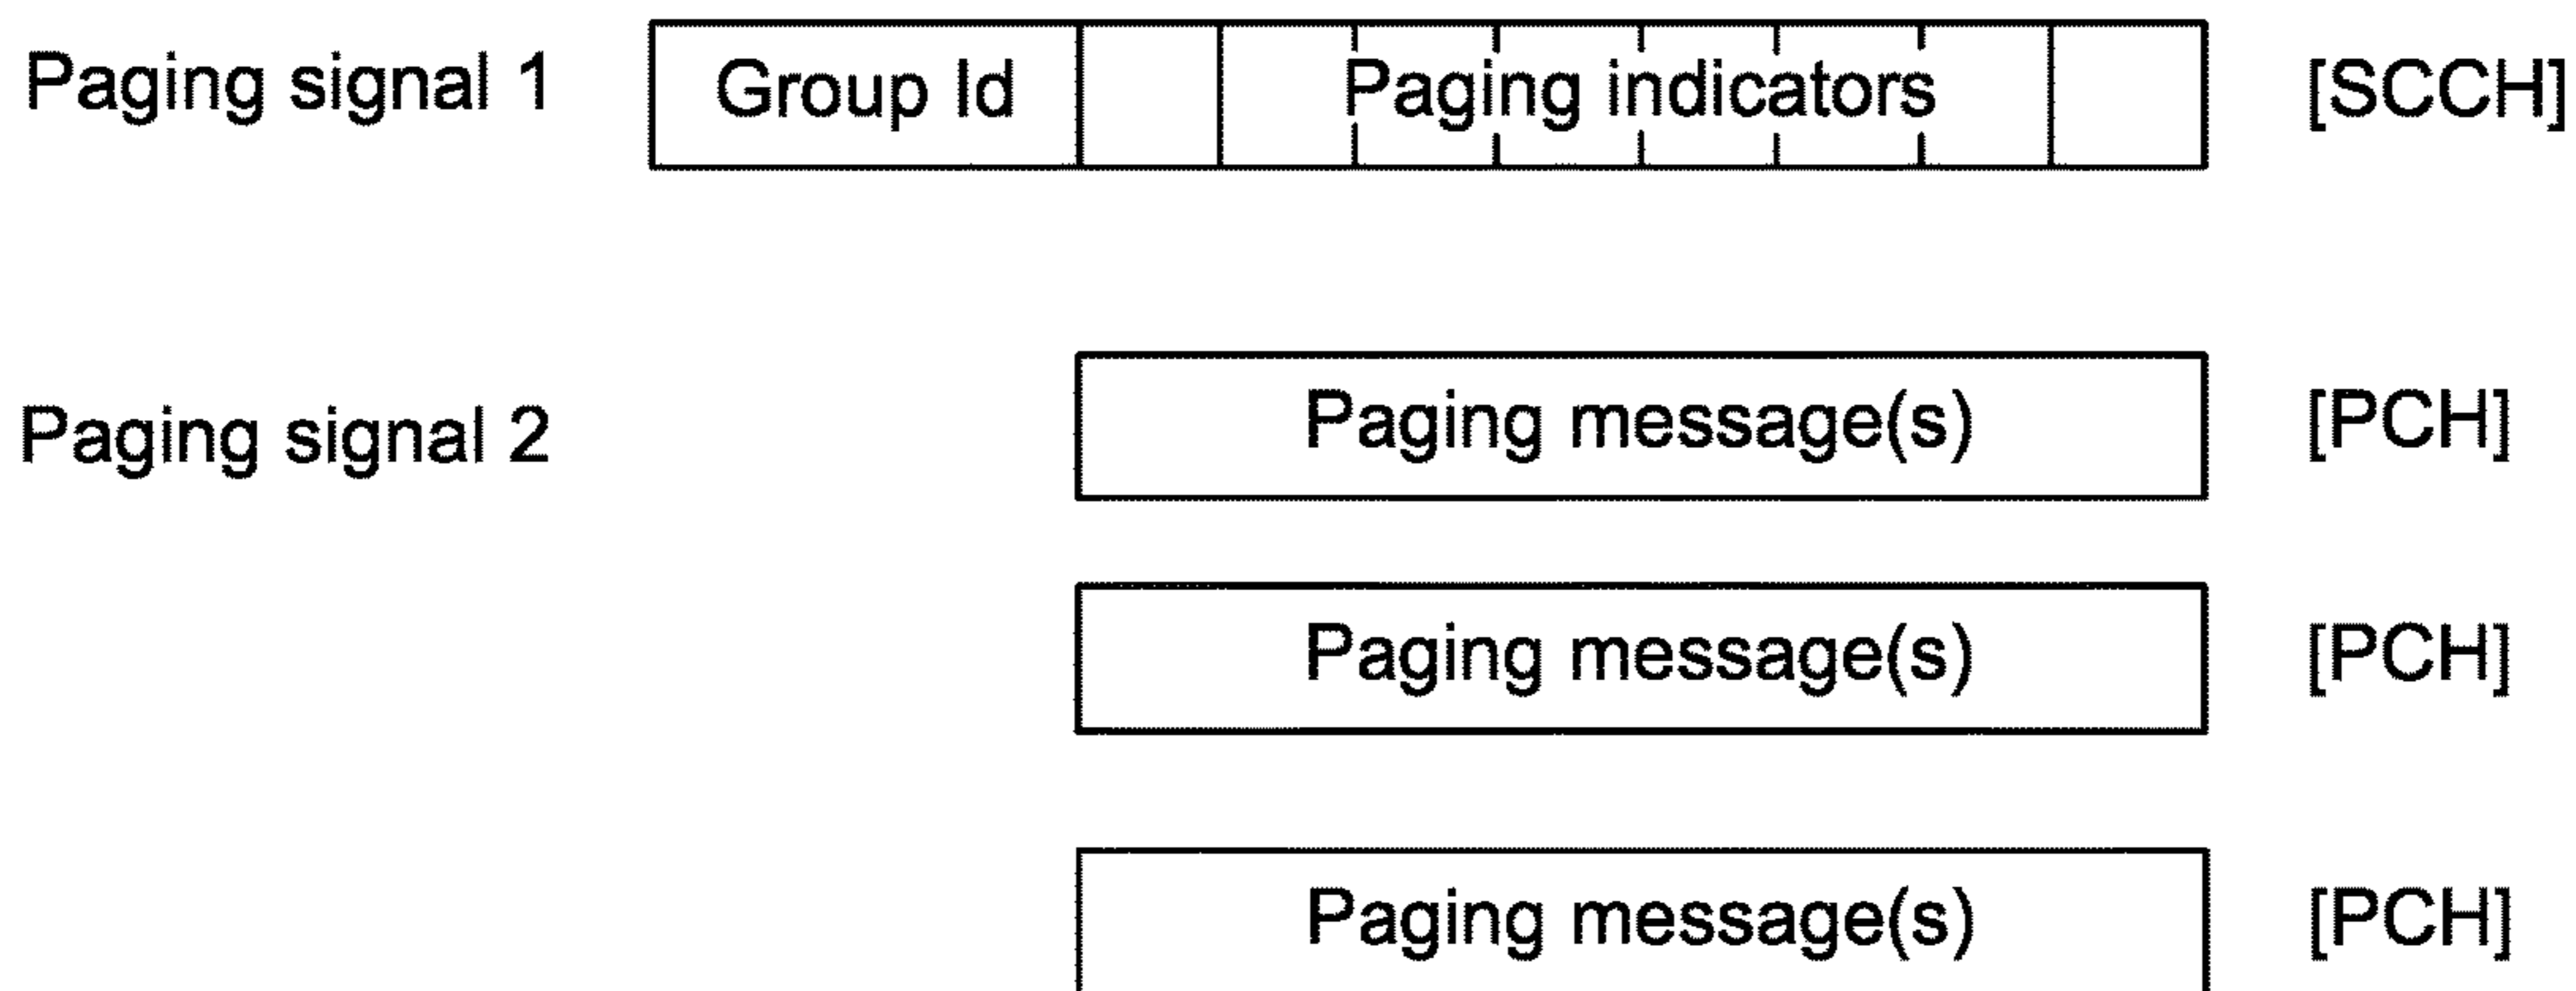 Paging signal 1 Group Id Paging indicators [SCCH]
Paging signal 2 Paging message(s) [PCH]
Paging message(s) [PCH]
Paging message(s) [PCH]